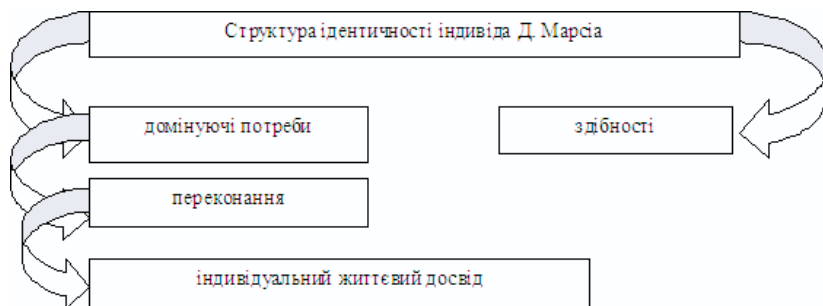 Структура ідентичності індивіда Д. Марсіа
домінуючі потреби
здібності
переконання
індивідуальний життєвий досвід